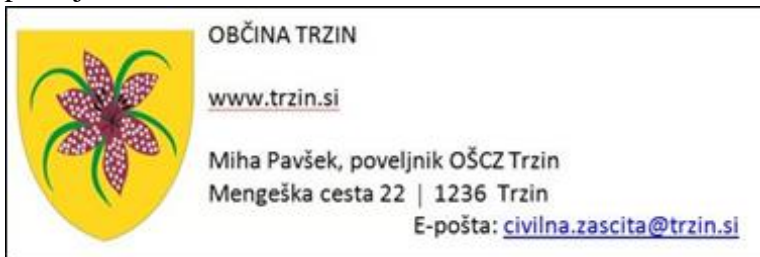 OBČINA TRZIN
www.trzin.si
Miha Pavšek, poveljnik OŠCZ Trzin
Mengeška cesta 22 | 1236 Trzin
E-pošta: civilna.zascita@trzin.si